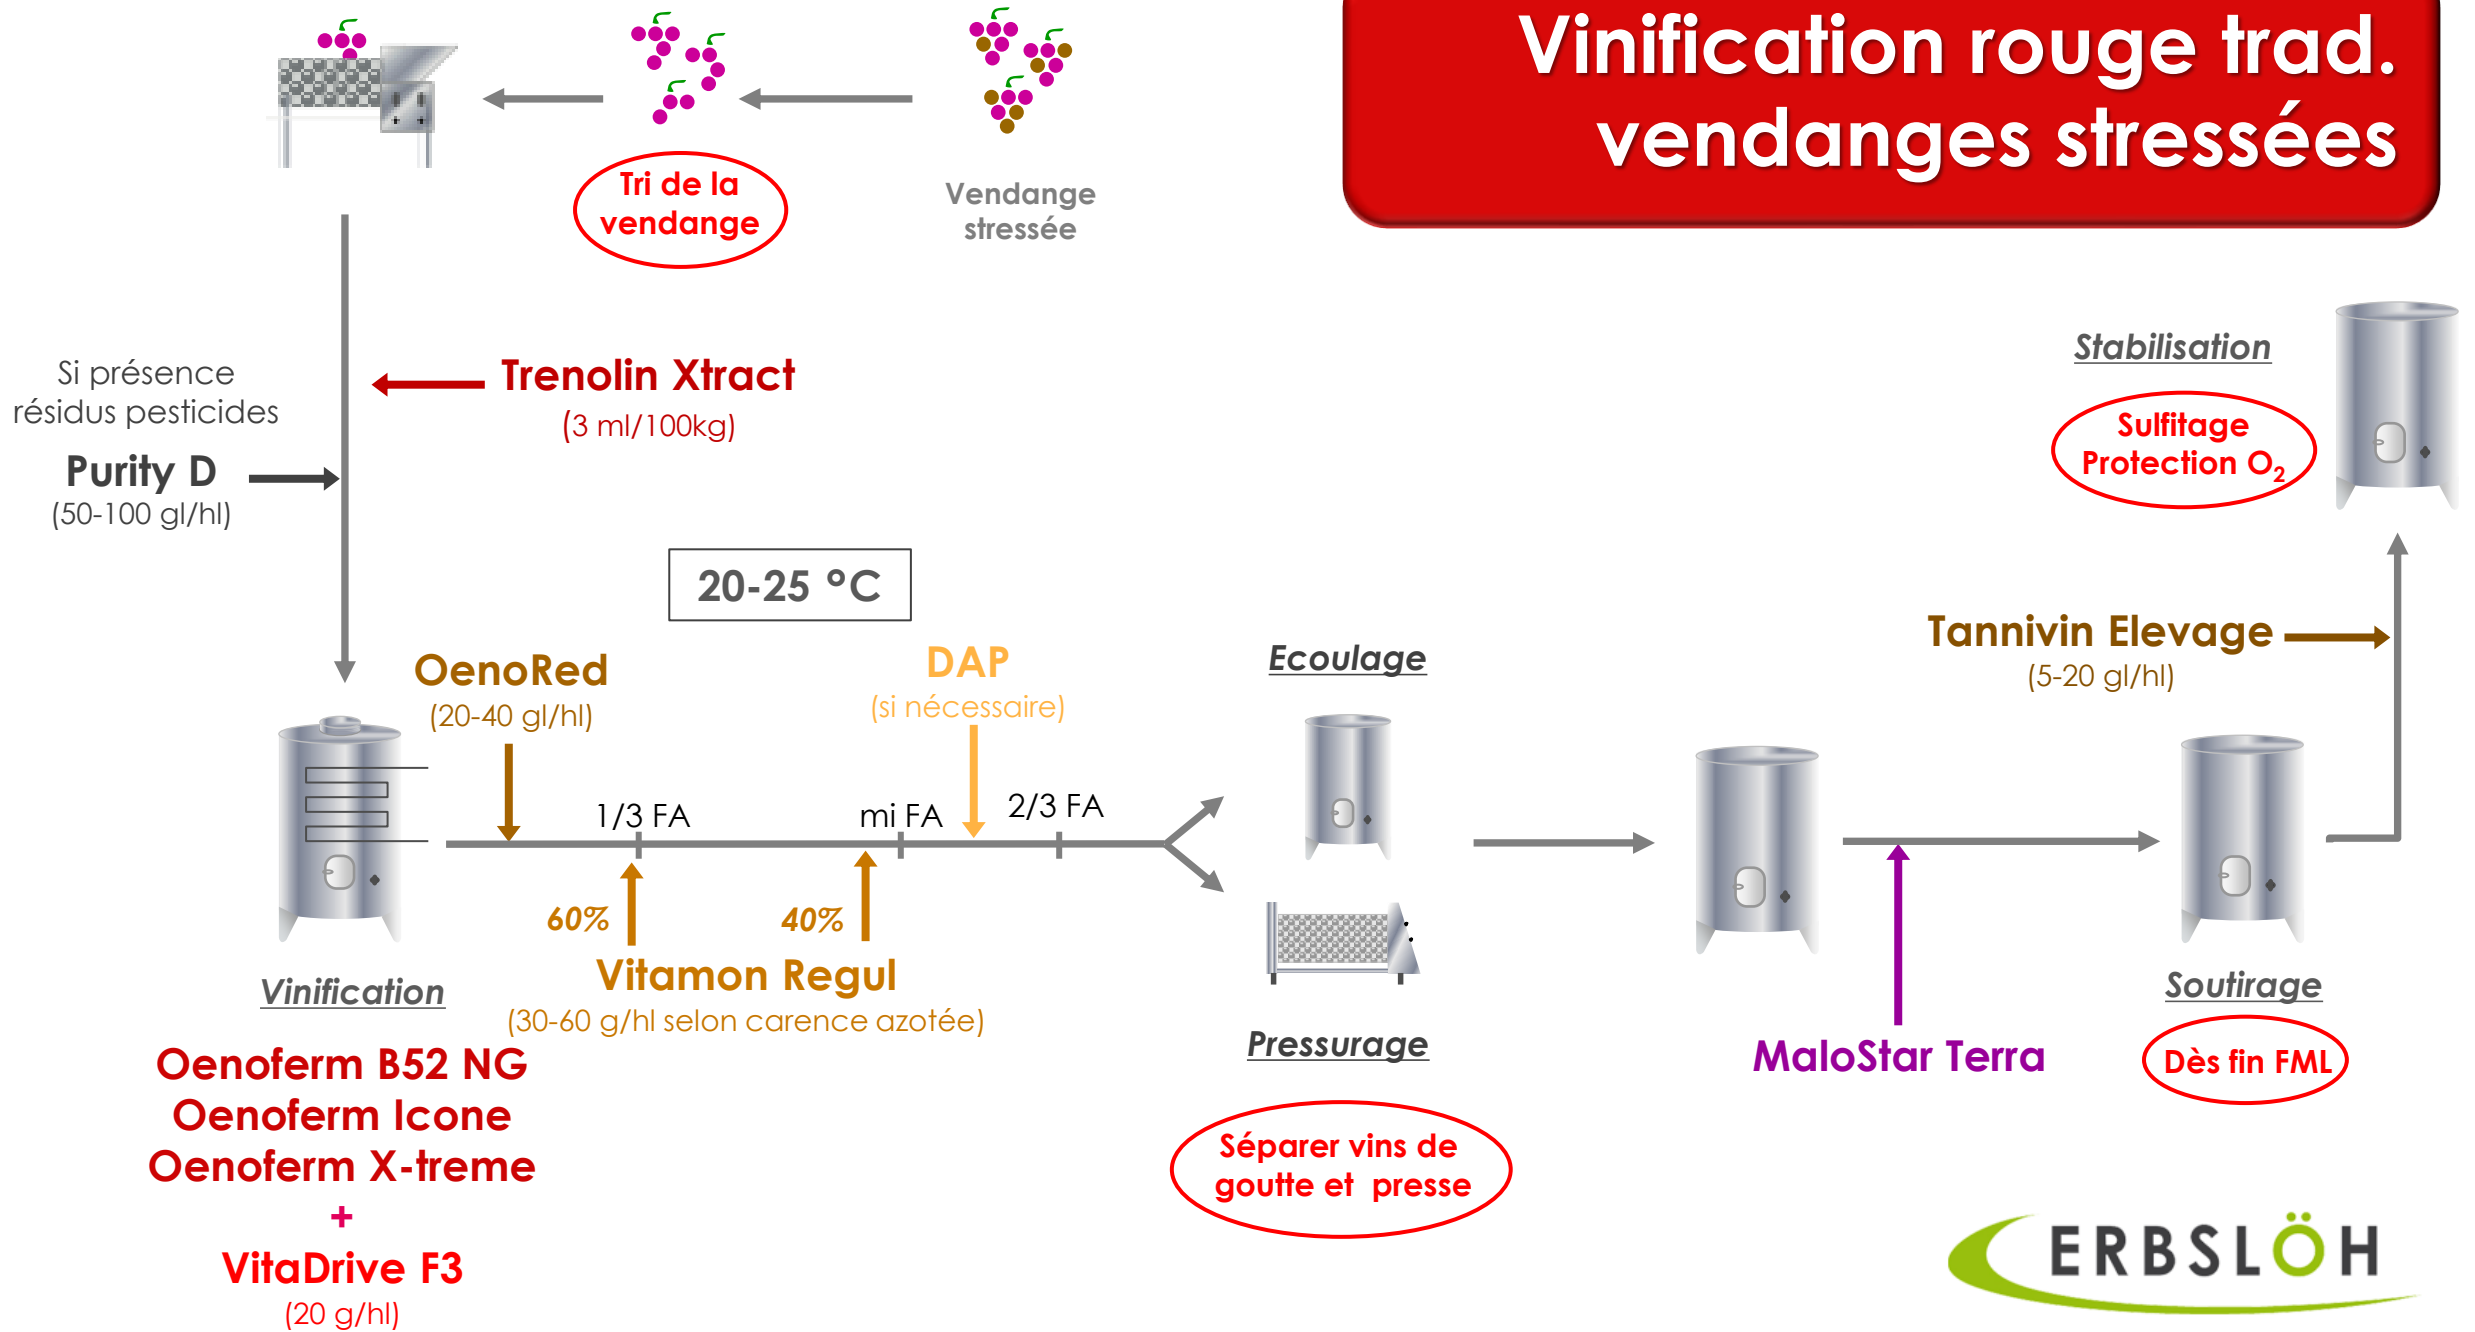 Vinification rouge trad.
vendanges stressées
Tri de la
vendange
Vendange
stressée
Si présence
résidus pesticides
Purity D
(50-100 gl/hl)
Trenolin Xtract
(3 ml/100kg)
20-25 °C
OenoRed
(20-40 gl/hl)
DAP
(si nécessaire)
1/3 FA
mi FA
2/3 FA
60%
40%
Vitamon Regul
(30-60 g/hl selon carence azotée)
Vinification
Oenoferm B52 NG
Oenoferm Icone
Oenoferm X-treme
+
VitaDrive F3
(20 g/hl)
Ecoulage
Pressurage
Séparer vins de
goutte et presse
MaloStar Terra
Soutirage
Dès fin FML
Tannivin Elevage
(5-20 gl/hl)
Stabilisation
Sulfitage
Protection O₂
ERBSLÖH